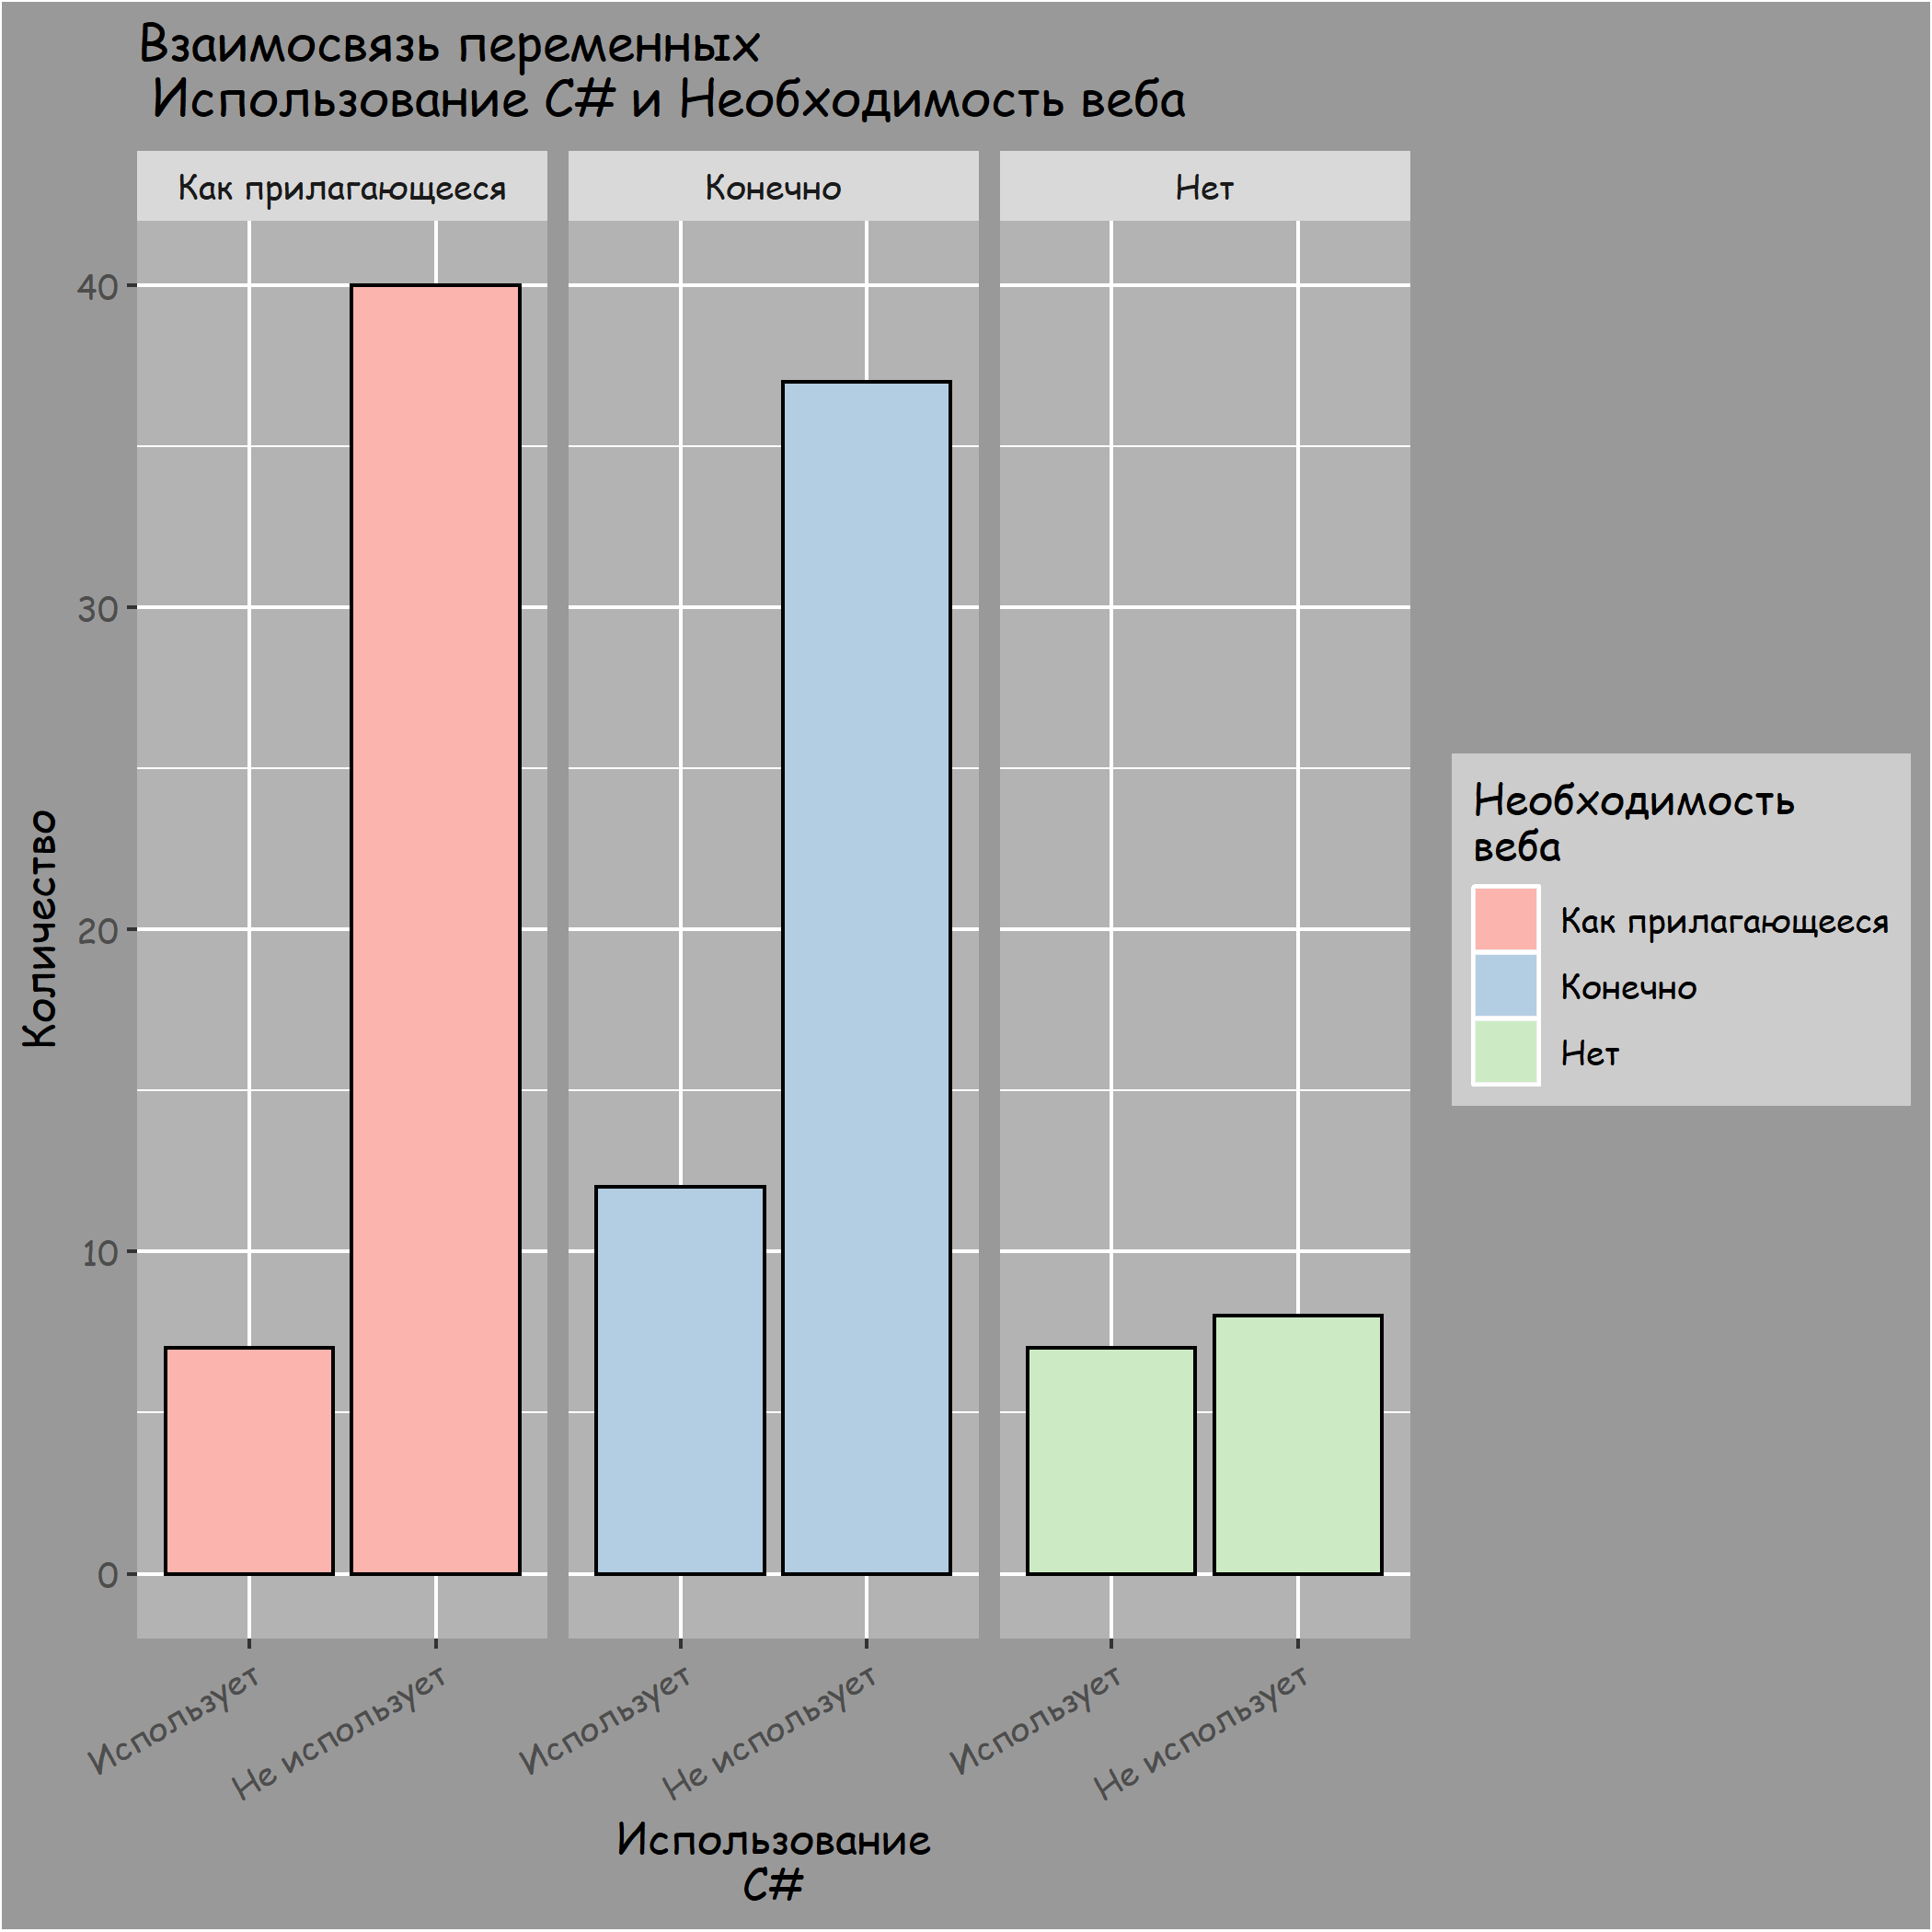 Взаимосвязь переменных
Использование C# и Необходимость веба
Как прилагающееся
Конечно
Нет
40
30
20
10
0
Количество
Использует
Не использует
Использует
Не использует
Использует
Не использует
Использование
C#
Необходимость
веба
Как прилагающееся
Конечно
Нет